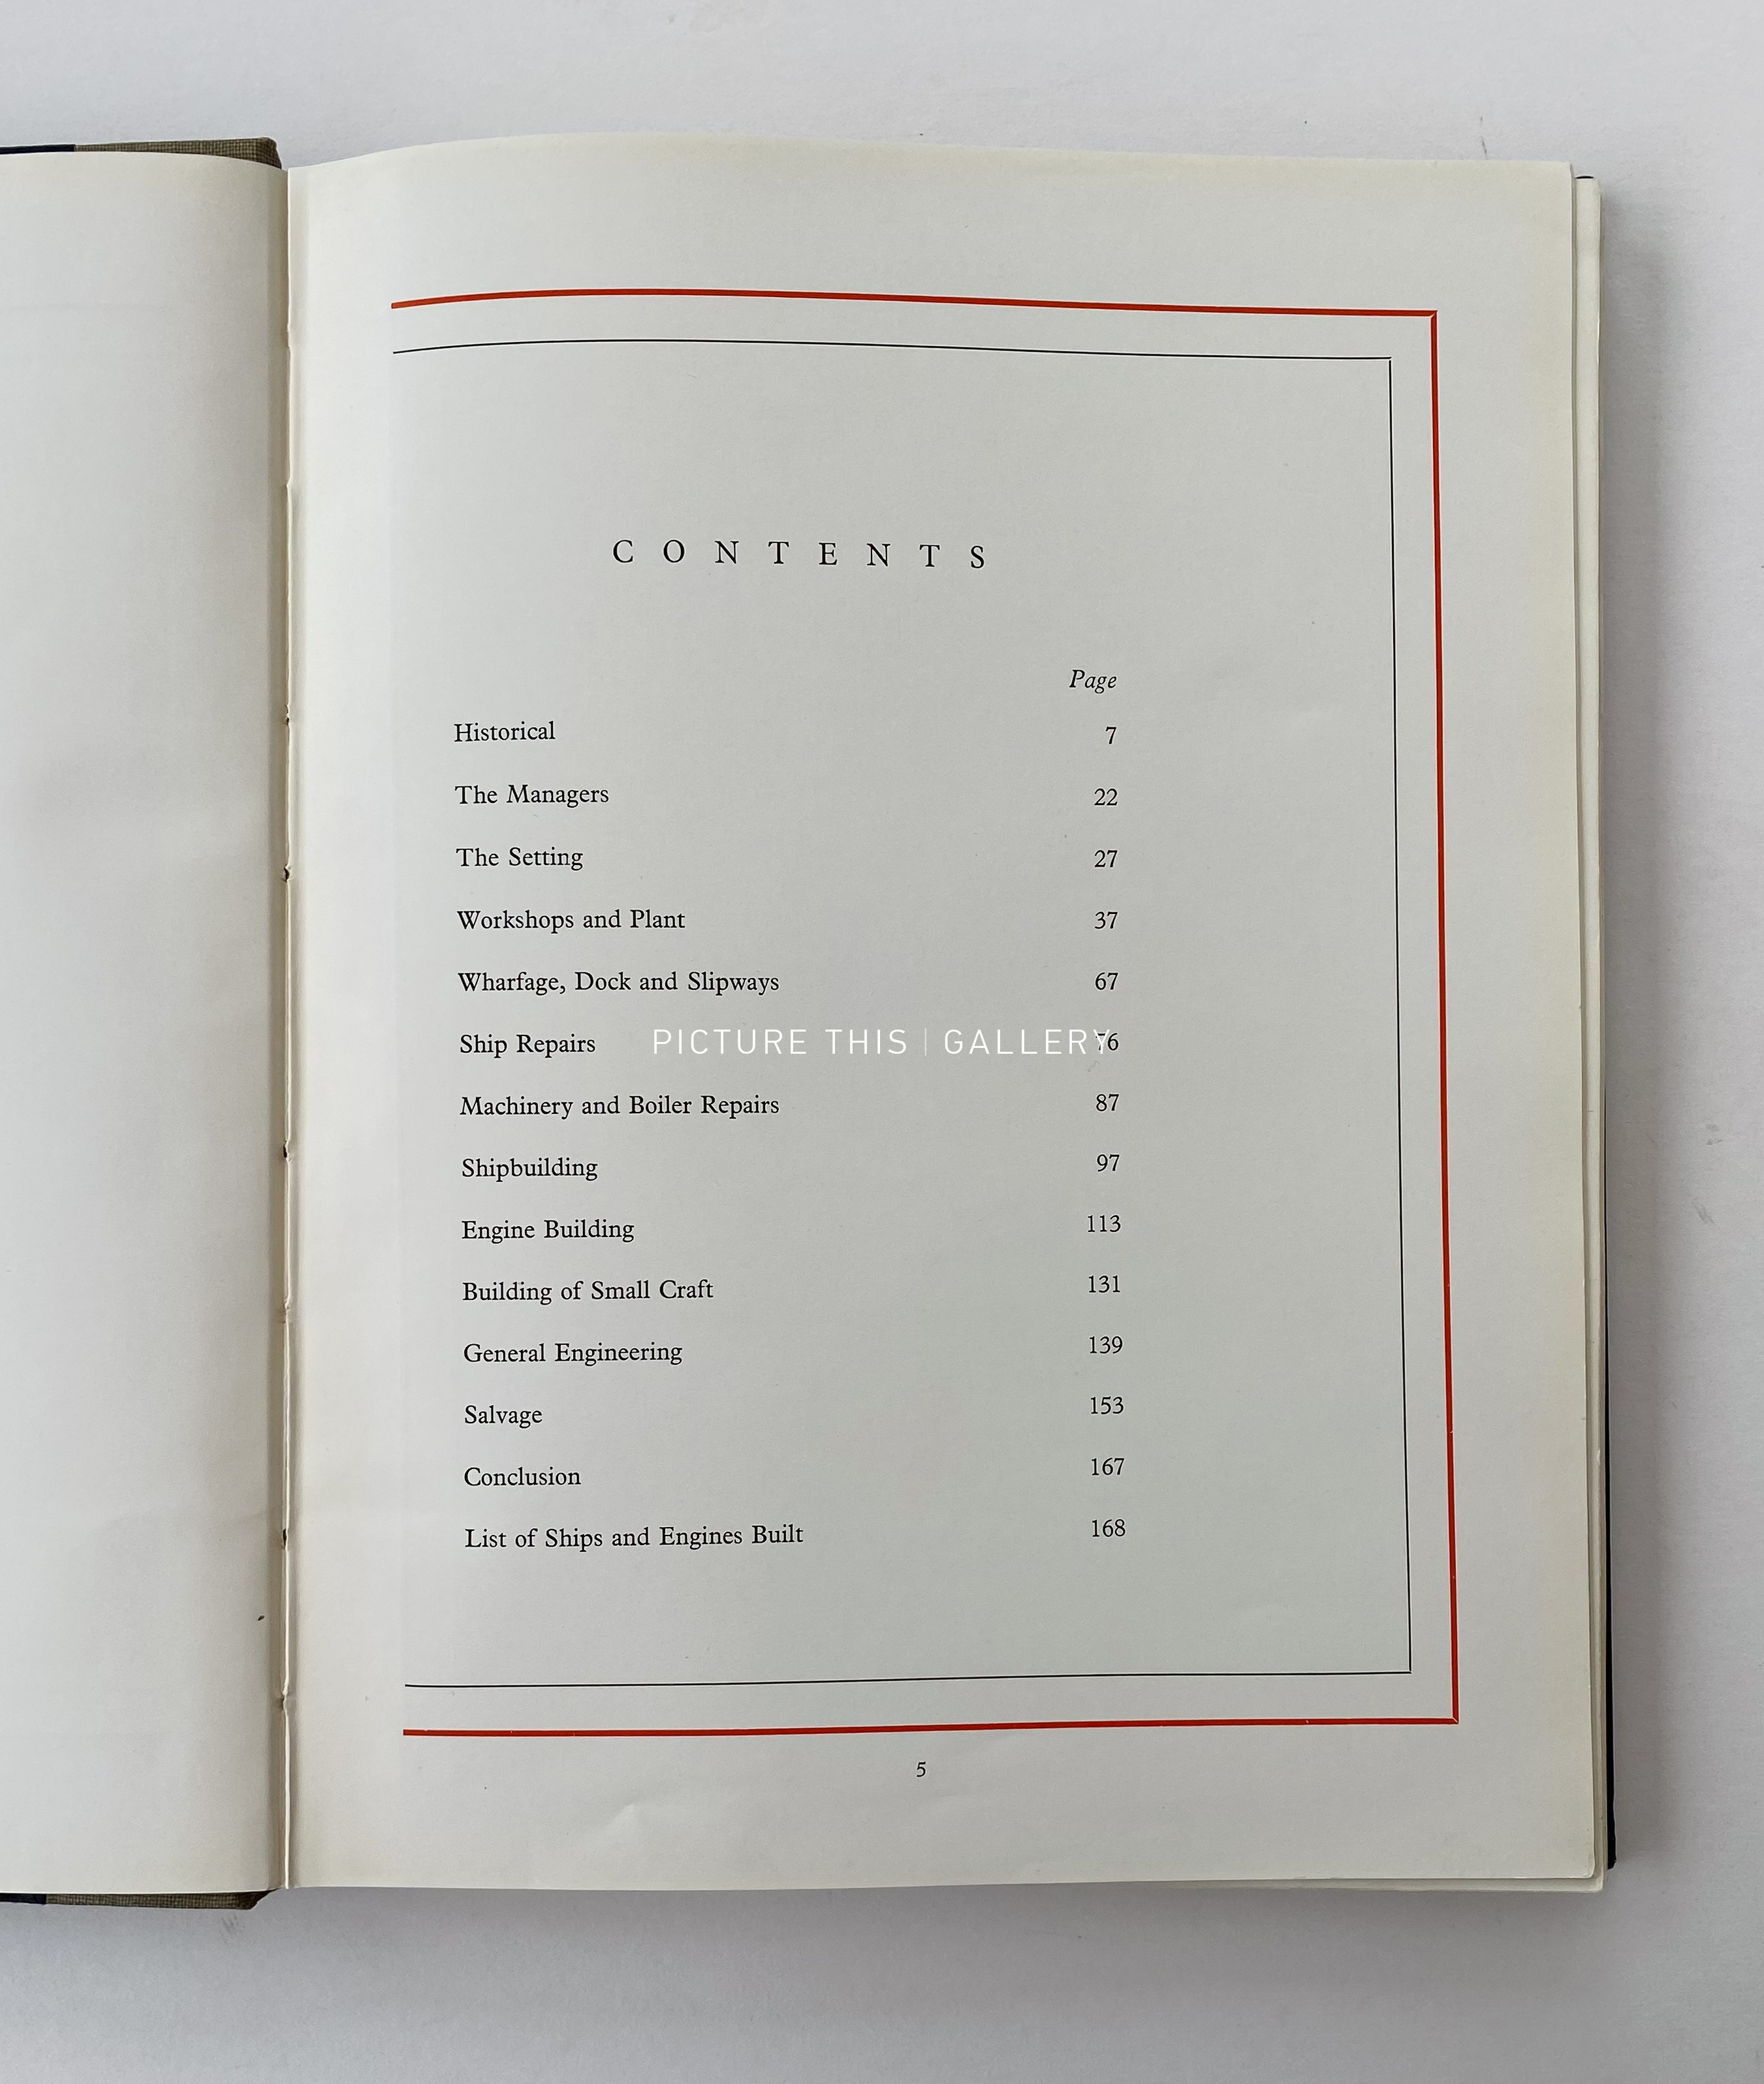 CONTENTS
Page
Historical 7
The Managers 22
The Setting 27
Workshops and Plant 37
Wharfage, Dock and Slipways 67
Ship Repairs 76
PICTURE THIS | GALLERY
Machinery and Boiler Repairs 87
Shipbuilding 97
Engine Building 113
Building of Small Craft 131
General Engineering 139
Salvage 153
Conclusion 167
List of Ships and Engines Built 168
5